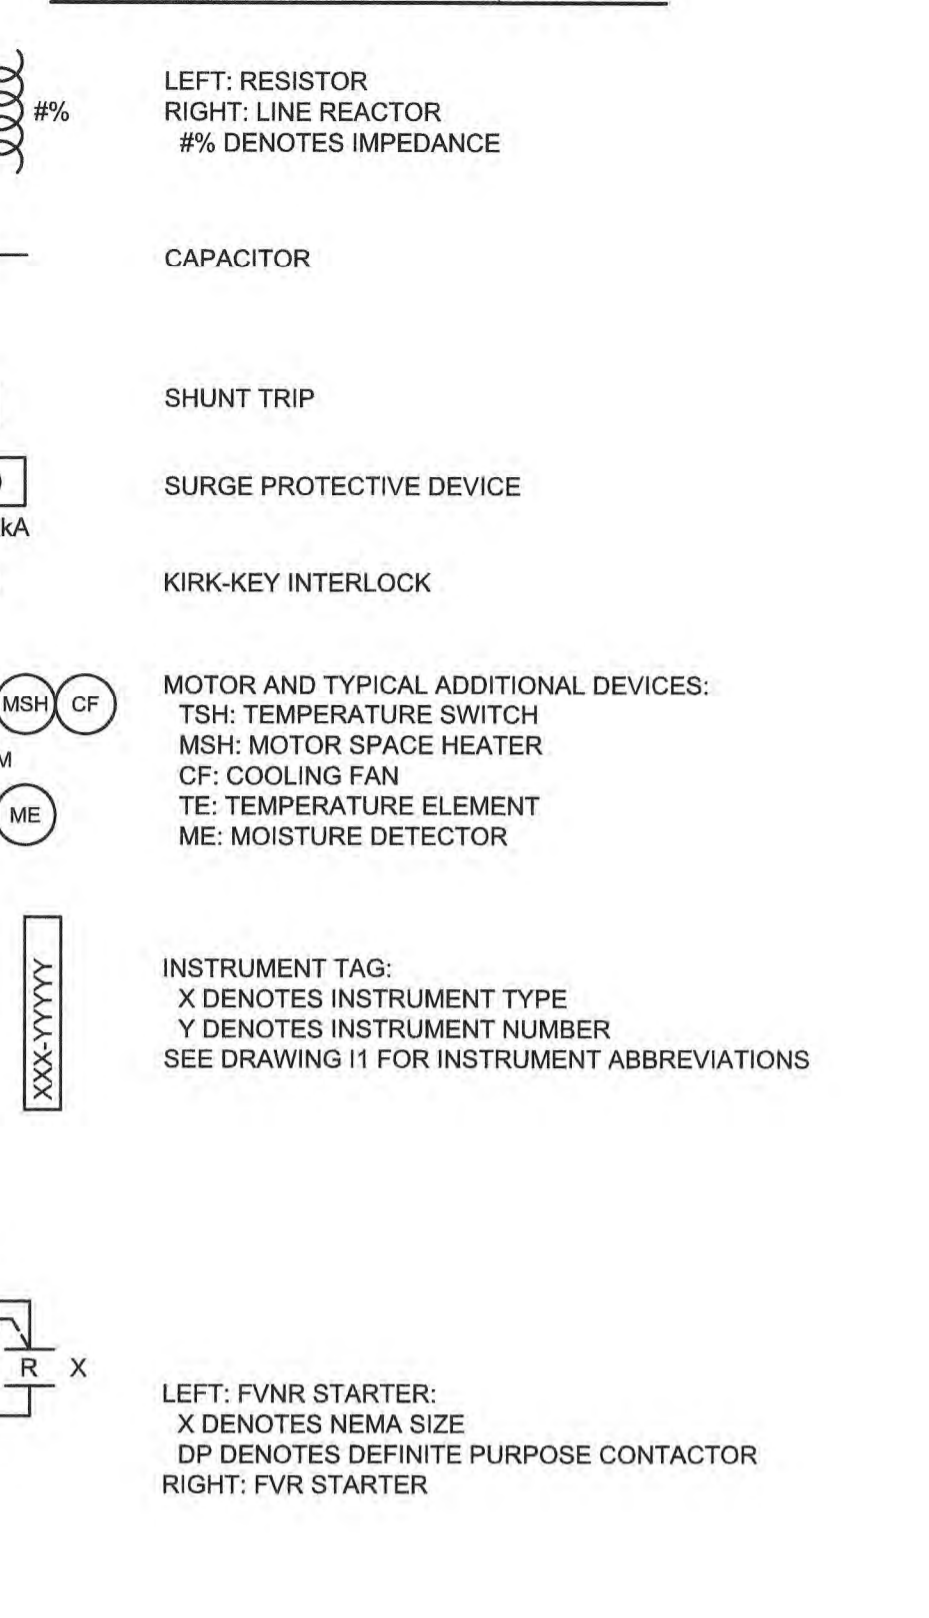 #%
LEFT: RESISTOR
RIGHT: LINE REACTOR
#% DENOTES IMPEDANCE
CAPACITOR
SHUNT TRIP
SURGE PROTECTIVE DEVICE
kA
KIRK-KEY INTERLOCK
MSH CF
MOTOR AND TYPICAL ADDITIONAL DEVICES:
TSH: TEMPERATURE SWITCH
MSH: MOTOR SPACE HEATER
CF: COOLING FAN
TE: TEMPERATURE ELEMENT
ME: MOISTURE DETECTOR
ME
XXX-YYYYY
INSTRUMENT TAG:
X DENOTES INSTRUMENT TYPE
Y DENOTES INSTRUMENT NUMBER
SEE DRAWING I1 FOR INSTRUMENT ABBREVIATIONS
R X
LEFT: FVNR STARTER:
X DENOTES NEMA SIZE
DP DENOTES DEFINITE PURPOSE CONTACTOR
RIGHT: FVR STARTER